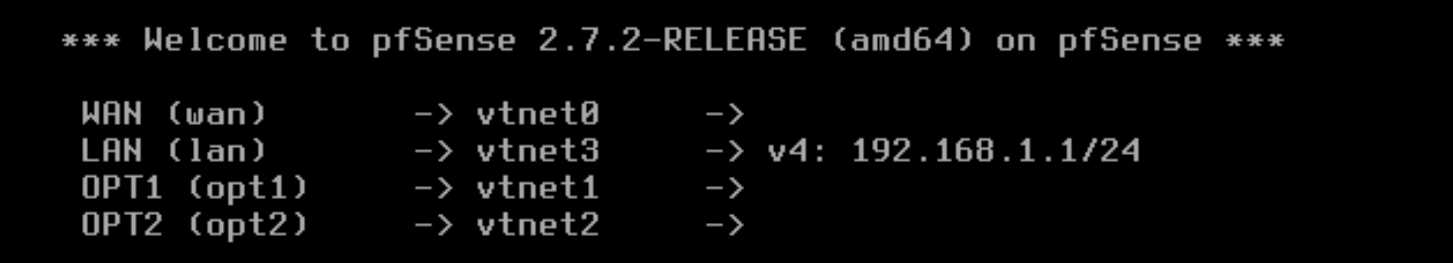 *** Welcome to pfSense 2.7.2-RELEASE (amd64) on pfSense ***
WAN (wan) -> vtnet0 ->
LAN (lan) -> vtnet3 -> v4: 192.168.1.1/24
OPT1 (opt1) -> vtnet1 ->
OPT2 (opt2) -> vtnet2 ->